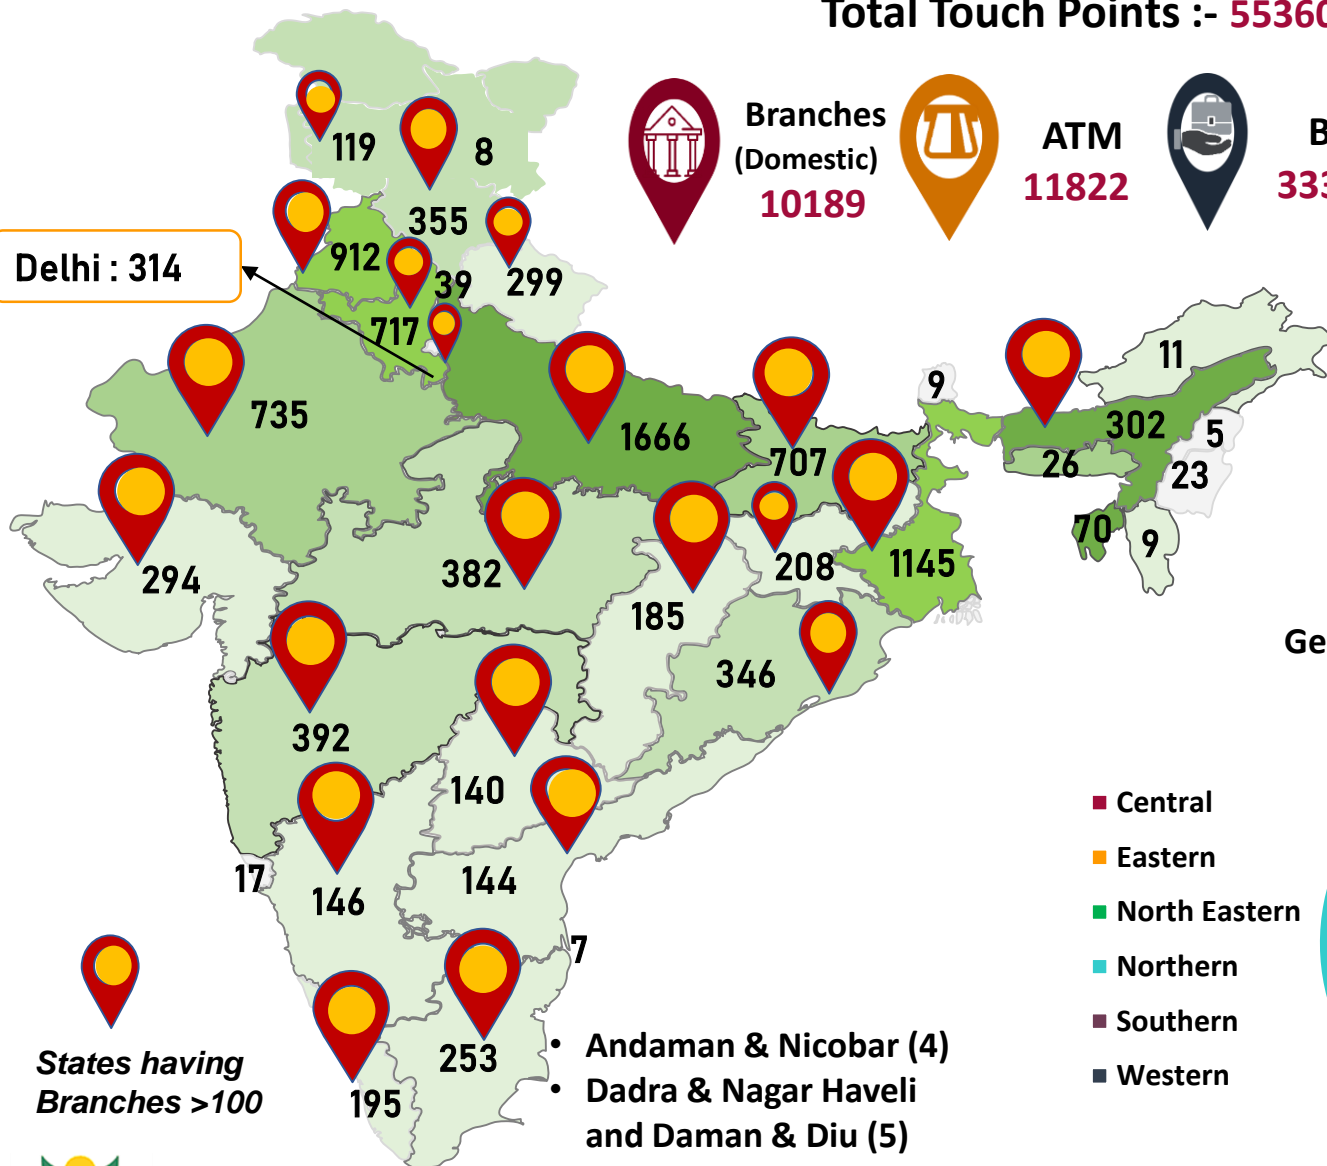 Total Touch Points :- 55360
Branches
(Domestic)
10189
ATM
11822
B
333
119
8
355
912
39
299
Delhi : 314
717
735
1666
707
9
11
302
5
26
23
70
9
294
382
208
1145
185
346
392
140
17
146
144
7
253
195
States having
Branches >100
• Andaman & Nicobar (4)
• Dadra & Nagar Haveli
and Daman & Diu (5)
Ge
Central
Eastern
North Eastern
Northern
Southern
Western